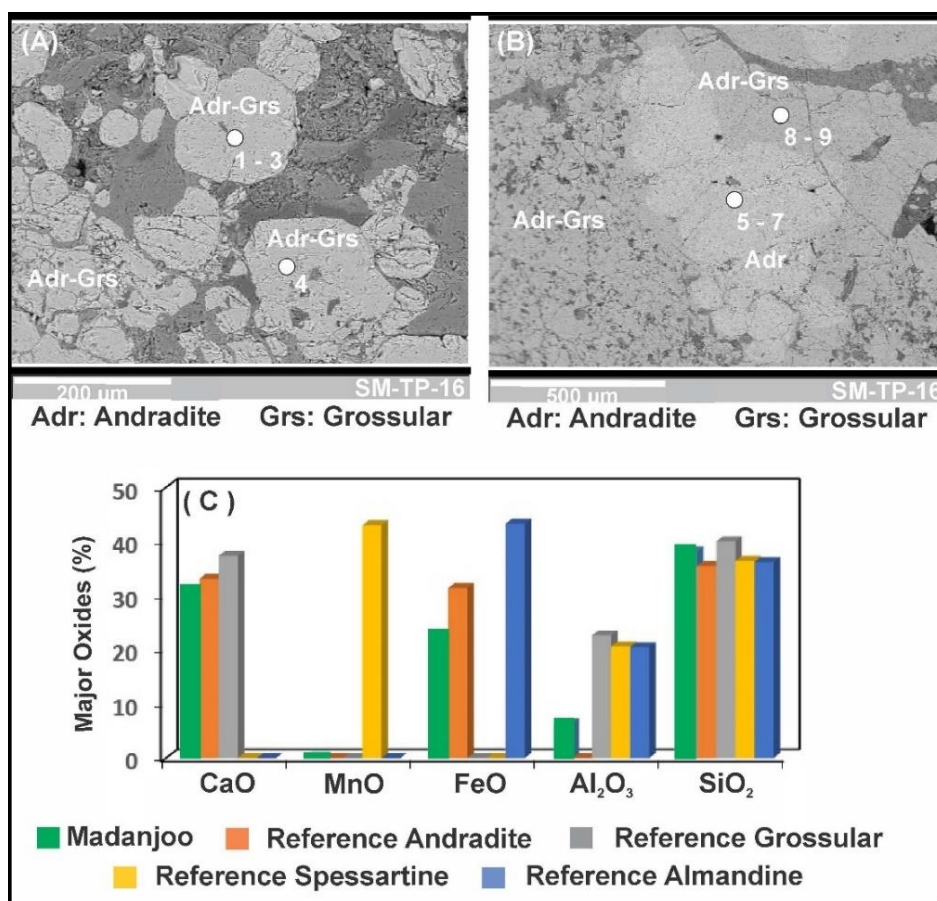 (A)
Adr-Grs
1 - 3
Adr-Grs
Adr-Grs
4
200 µm
SM-TP-16
Adr: Andradite Grs: Grossular
(B)
Adr-Grs
8 - 9
Adr-Grs
5 - 7
Adr
500 µm
SM-TP-16
Adr: Andradite Grs: Grossular
( C )
Major Oxides (%)
50
40
30
20
10
0
CaO MnO FeO Al₂O₃ SiO₂
Madanjoo Reference Andradite Reference Grossular
Reference Spessartine Reference Almandine